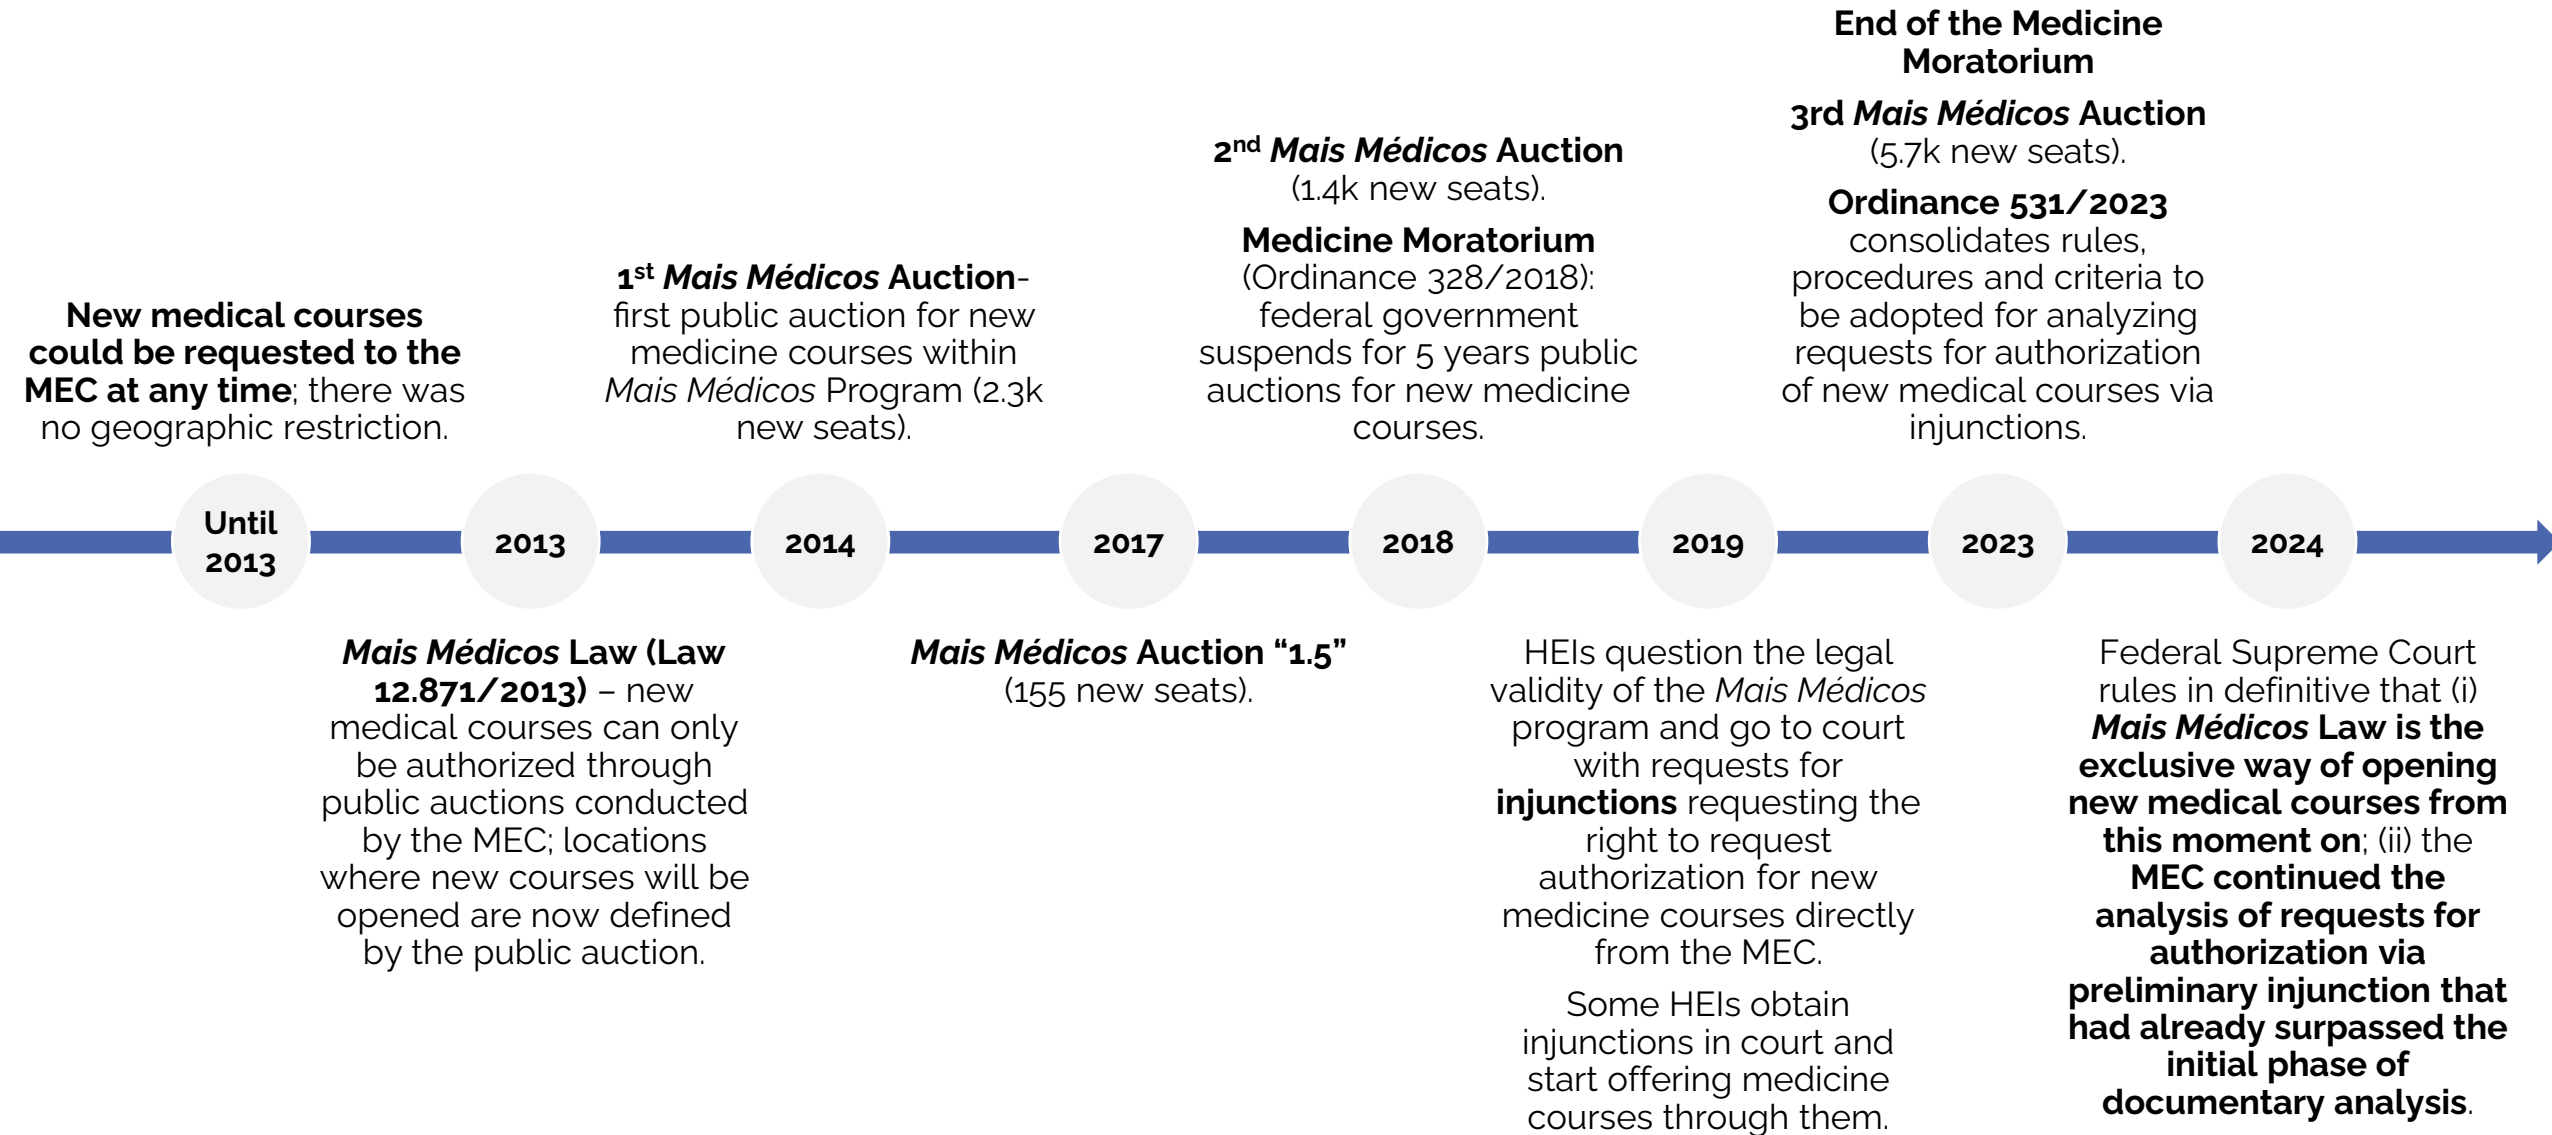 New medical courses
could be requested to the
MEC at any time; there was
no geographic restriction.
1st Mais Médicos Auction-
first public auction for new
medicine courses within
Mais Médicos Program (2.3k
new seats).
2nd Mais Médicos Auction
(1.4k new seats).
Medicine Moratorium
(Ordinance 328/2018):
federal government
suspends for 5 years public
auctions for new medicine
courses.
End of the Medicine
Moratorium
3rd Mais Médicos Auction
(5.7k new seats).
Ordinance 531/2023
consolidates rules,
procedures and criteria to
be adopted for analyzing
requests for authorization
of new medical courses via
injunctions.
Until
2013
2013
2014
2017
2018
2019
2023
2024
Mais Médicos Law (Law
12.871/2013) – new
medical courses can only
be authorized through
public auctions conducted
by the MEC; locations
where new courses will be
opened are now defined
by the public auction.
Mais Médicos Auction “1.5”
(155 new seats).
HEIs question the legal
validity of the Mais Médicos
program and go to court
with requests for
injunctions requesting the
right to request
authorization for new
medicine courses directly
from the MEC.
Some HEIs obtain
injunctions in court and
start offering medicine
courses through them.
Federal Supreme Court
rules in definitive that (i)
Mais Médicos Law is the
exclusive way of opening
new medical courses from
this moment on; (ii) the
MEC continued the
analysis of requests for
authorization via
preliminary injunction that
had already surpassed the
initial phase of
documentary analysis.